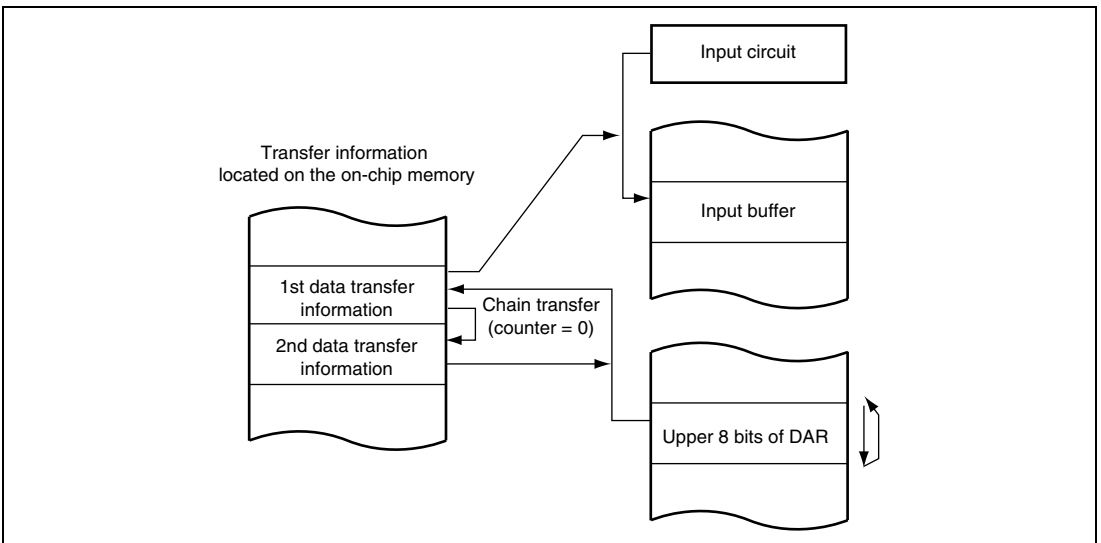 Input circuit
Transfer information
located on the on-chip memory
Input buffer
1st data transfer
information
Chain transfer
(counter = 0)
2nd data transfer
information
Upper 8 bits of DAR